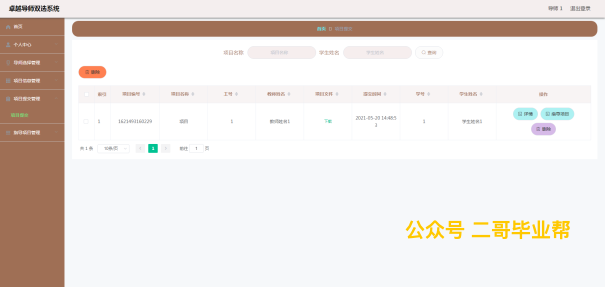 卓越导师双选系统
导师 1 退出登录
首页
个人中心
导师选择管理
项目信息管理
项目提交管理
项目提交
指导项目管理
首页 项目提交
项目名称 项目名称 学生姓名 学生姓名 查询
删除
索引 项目编号 项目名称 工号 教师姓名 项目文件 提交时间 学号 学生姓名 操作
1 1621493160229 项目 1 教师姓名1 下载 2021-05-20 14:46:5
3 1 学生姓名1 详情 指导项目
删除
共 1 条 10条/页 1 前往 1 页
公众号 二哥毕业帮